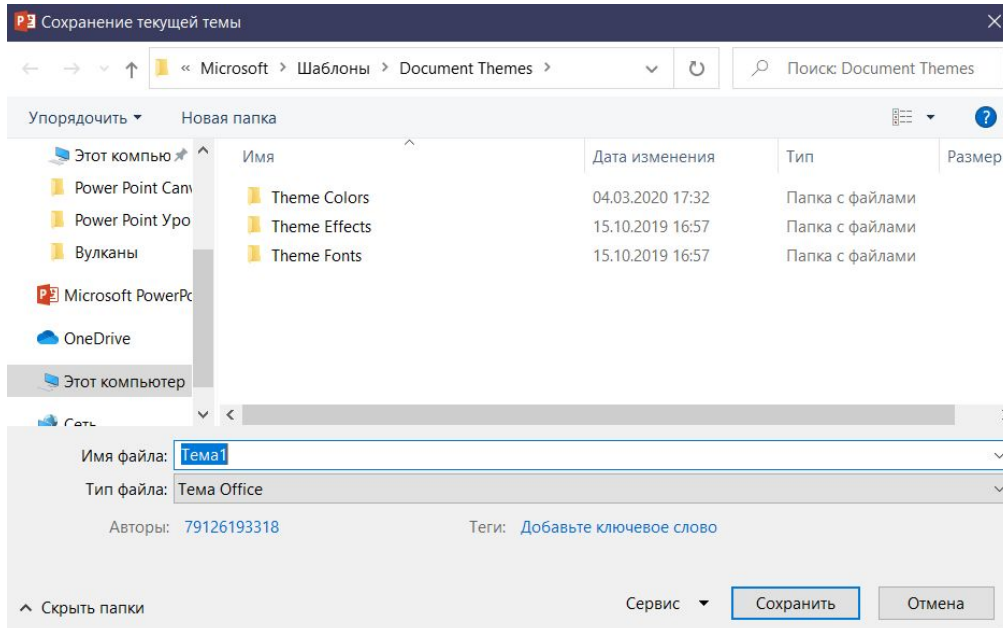 Сохранение текущей темы
« Microsoft > Шаблоны > Document Themes >
Поиск: Document Themes
Упорядочить
Новая папка
Этот компью
Power Point Canv
Power Point Уро
Вулканы
Microsoft PowerPo
OneDrive
Этот компьютер
Сеть
Имя Дата изменения Тип Размер
Theme Colors 04.03.2020 17:32 Папка с файлами
Theme Effects 15.10.2019 16:57 Папка с файлами
Theme Fonts 15.10.2019 16:57 Папка с файлами
Имя файла: Тема1
Тип файла: Тема Office
Авторы: 79126193318 Теги: Добавьте ключевое слово
Скрыть папки
Сервис
Сохранить
Отмена